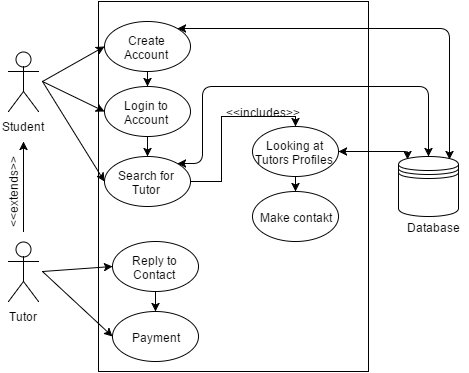 Create
Account
Login to
Account
Search for
Tutor
<<includes>>
Looking at
Tutors Profiles
Make contakt
Student
<<extends>>
Tutor
Reply to
Contact
Payment
Database